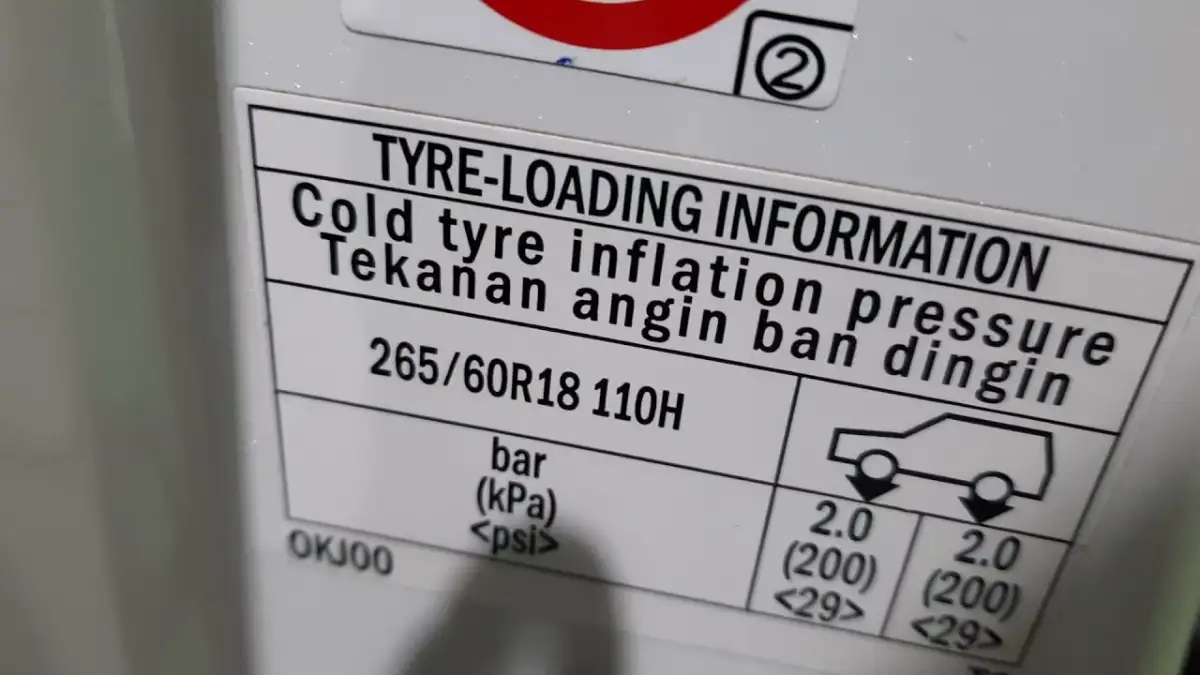 2
TYRE-LOADING INFORMATION
Cold tyre inflation pressure
Tekanan angin ban dingin
265/60R18 110H
bar
(kPa)
<psi>
2.0
(200)
<29>
2.0
(200)
<29>
OKJ00